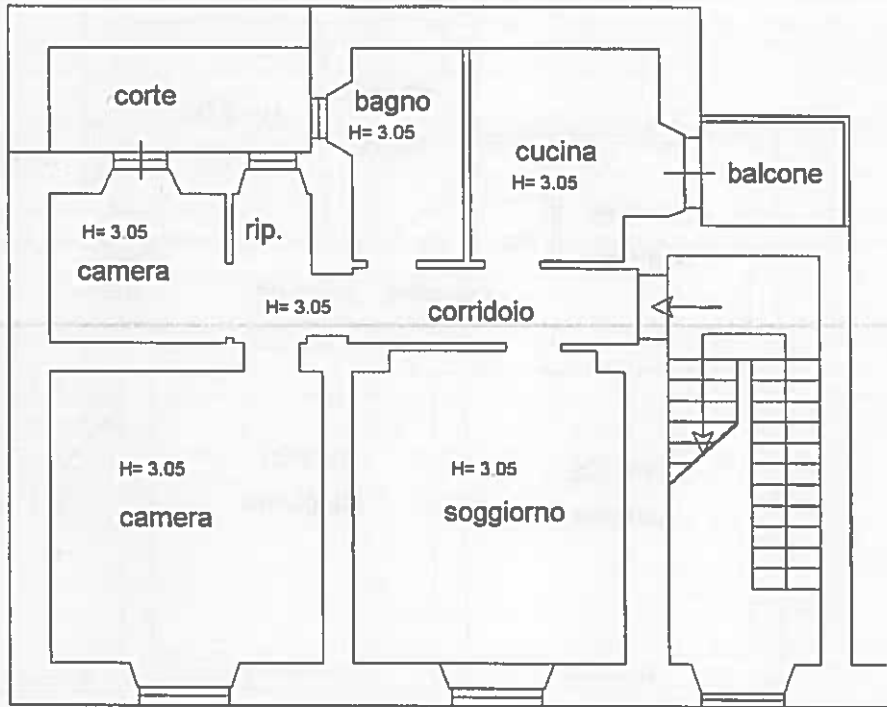 corte
bagno
H= 3.05
cucina
H= 3.05
balcone
H= 3.05
camera
rip.
H= 3.05
corridoio
H= 3.05
camera
H= 3.05
soggiorno